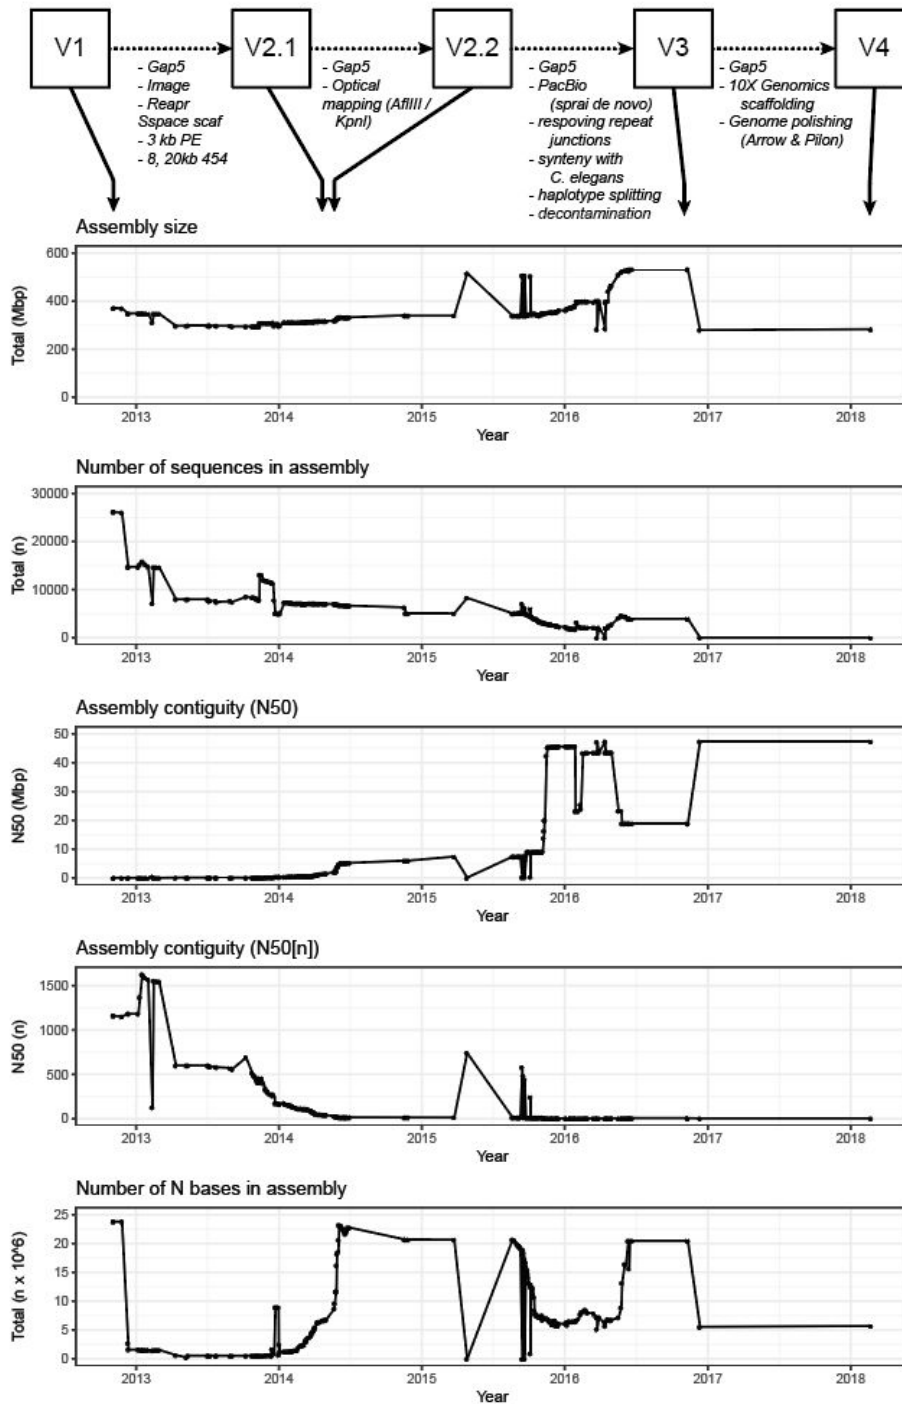 V1
V2.1
V2.2
V3
V4
- Gap5
- Image
- Reapr
Sspace scaf
- 3 kb PE
- 8, 20kb 454
- Gap5
- Optical
mapping (AflIII /
KpnI)
- Gap5
- PacBio
(sprai de novo)
- respoving repeat
junctions
- synteny with
C. elegans
- haplotype splitting
- decontamination
- Gap5
- 10X Genomics
scaffolding
- Genome polishing
(Arrow & Pilon)
Assembly size
Total (Mbp)
600
400
200
0
2013 2014 2015 2016 2017 2018
Year
Number of sequences in assembly
Total (n)
30000
20000
10000
0
2013 2014 2015 2016 2017 2018
Year
Assembly contiguity (N50)
N50 (Mbp)
50
40
30
20
10
0
2013 2014 2015 2016 2017 2018
Year
Assembly contiguity (N50[n])
N50 (n)
1500
1000
500
0
2013 2014 2015 2016 2017 2018
Year
Number of N bases in assembly
Total (n x 10^6)
25
20
15
10
5
0
2013 2014 2015 2016 2017 2018
Year